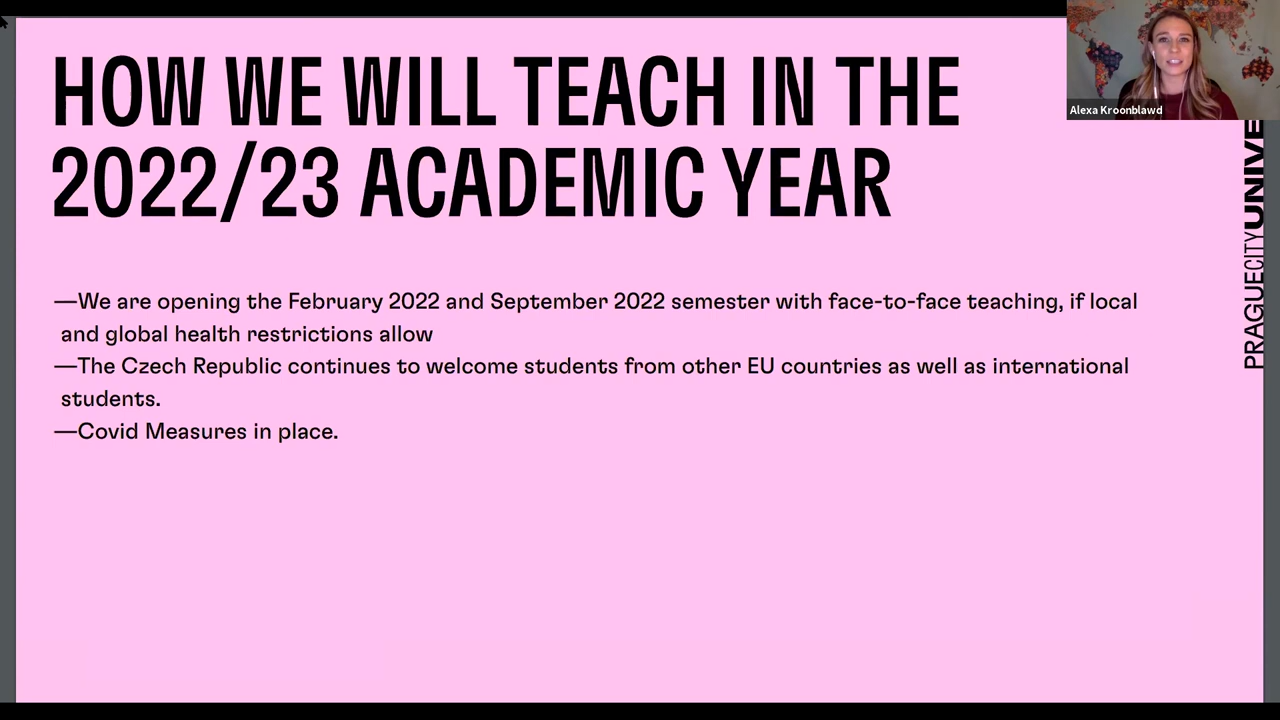 HOW WE WILL TEACH IN THE
2022/23 ACADEMIC YEAR
Alexa Kroonblawd
PRAGUECITYUNIVE
—We are opening the February 2022 and September 2022 semester with face-to-face teaching, if local
and global health restrictions allow
—The Czech Republic continues to welcome students from other EU countries as well as international
students.
—Covid Measures in place.